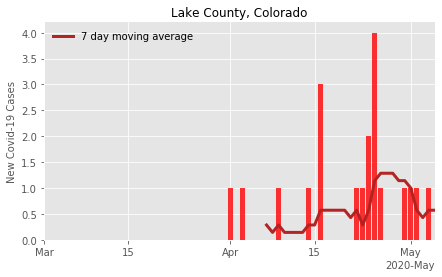 Lake County, Colorado
7 day moving average
New Covid-19 Cases
4.0
3.5
3.0
2.5
2.0
1.5
1.0
0.5
0.0
Mar 15 Apr 15 May
2020-May